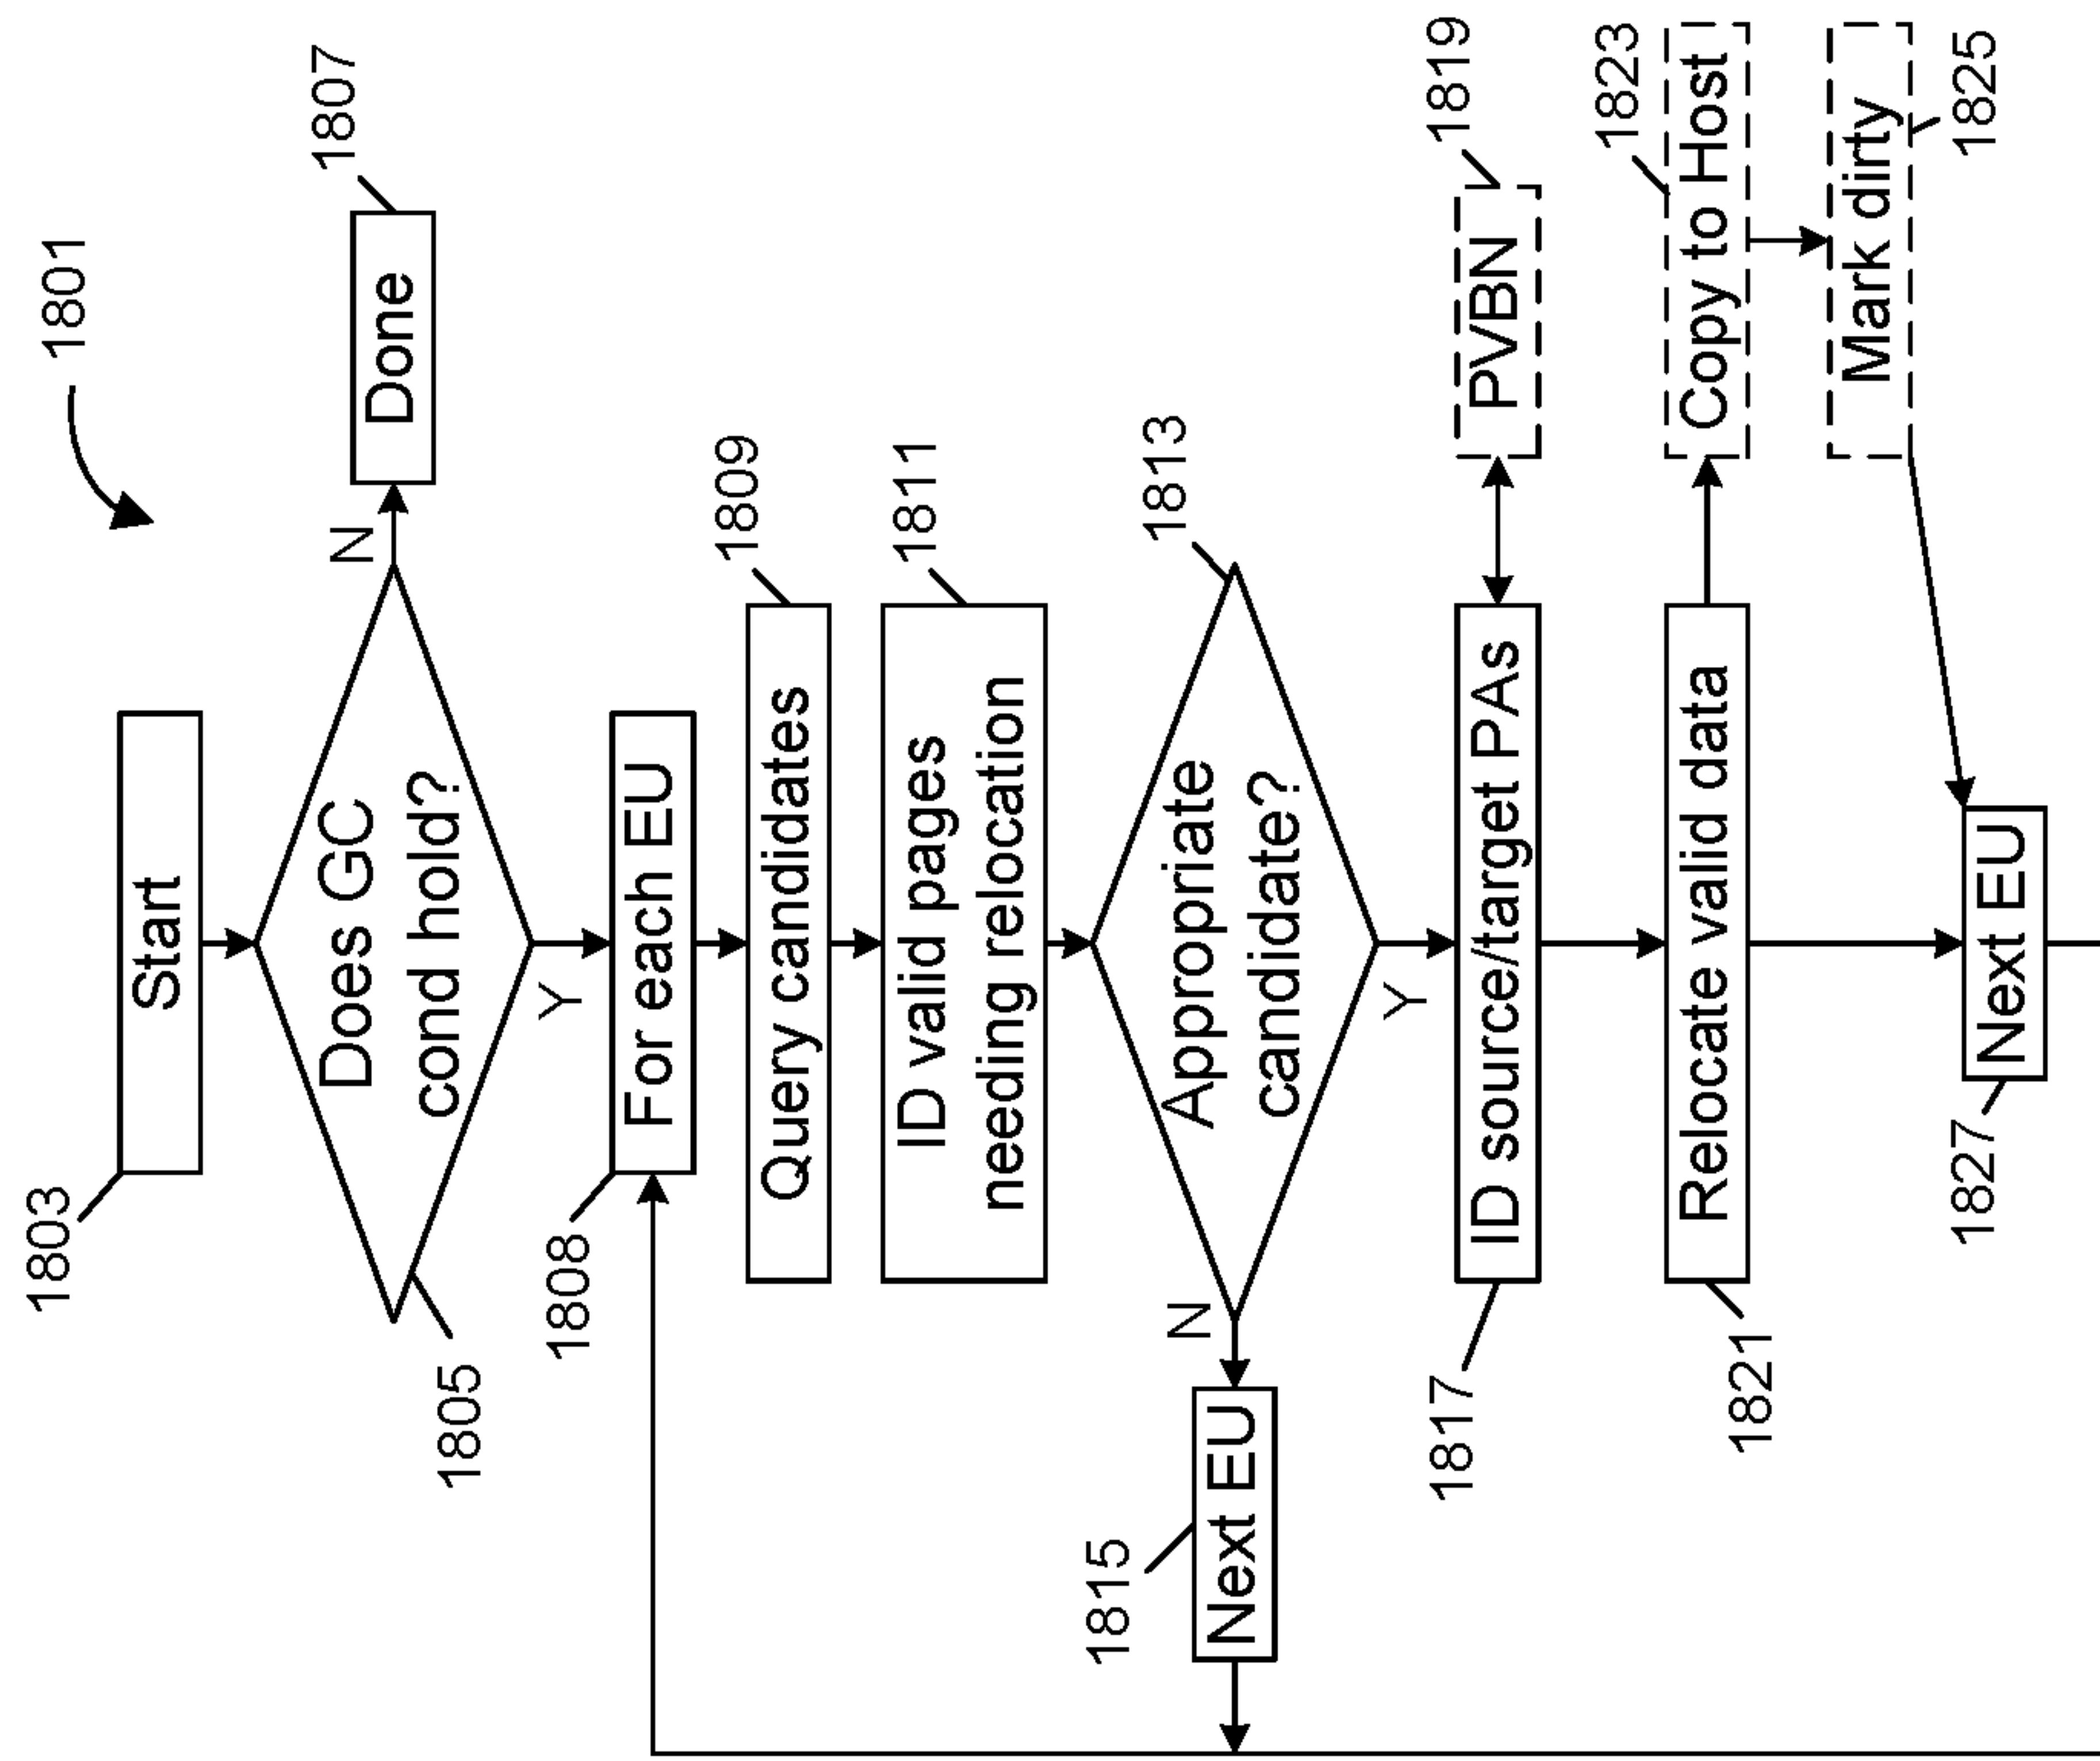 1801
1803
Start
1805
Does GC
cond hold?
N
Done
1807
Y
1808
For each EU
Query candidates
1809
ID valid pages
needing relocation
1811
Appropriate
candidate?
1813
N
Next EU
1815
Y
1817
ID source/target PAs
PVBN
1819
1821
Relocate valid data
Copy to Host
1823
Mark dirty
1825
1827
Next EU